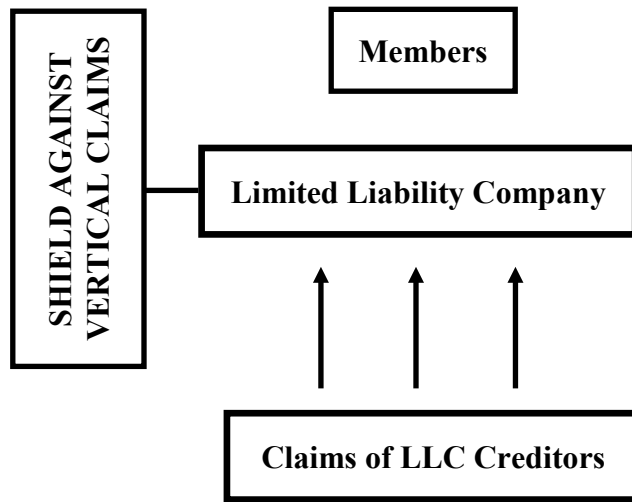 Members
SHIELD AGAINST
VERTICAL CLAIMS
Limited Liability Company
Claims of LLC Creditors